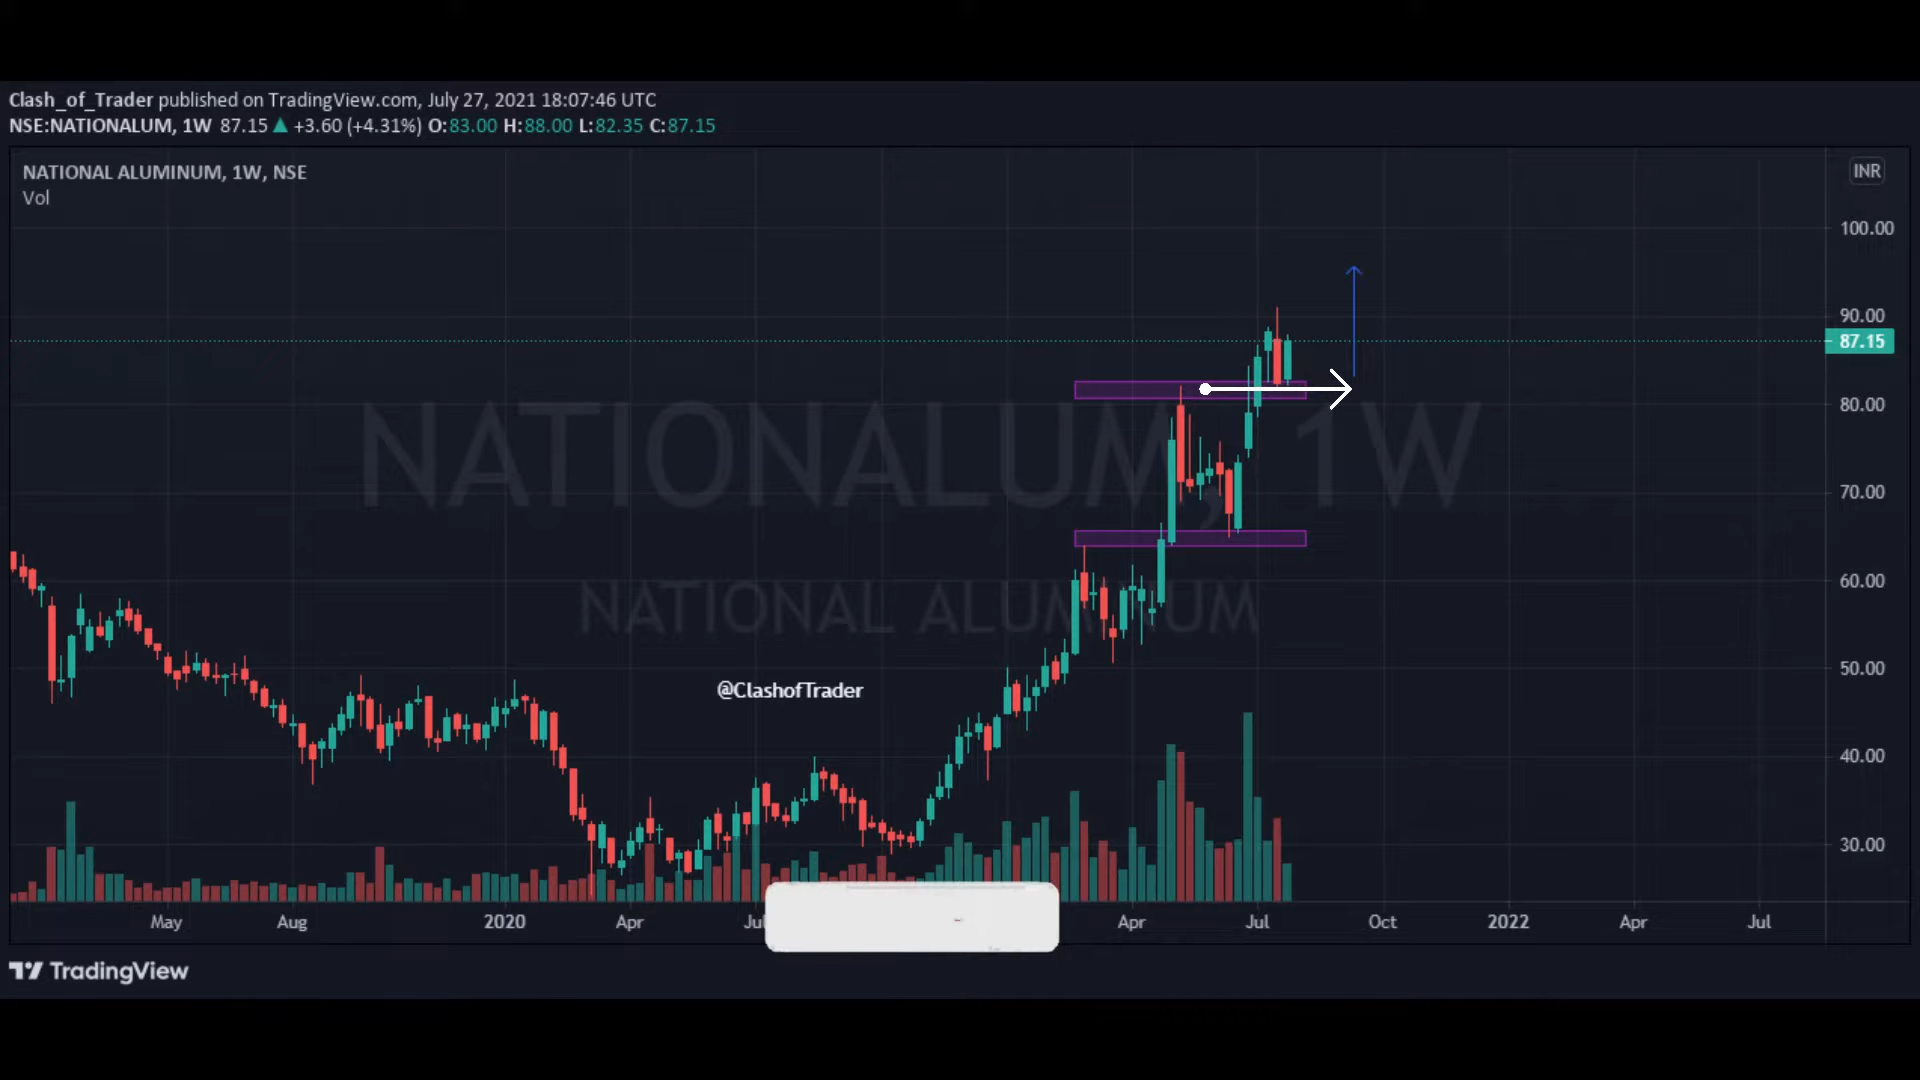 Clash_of_Trader published on TradingView.com, July 27, 2021 18:07:46 UTC
NSE:NATIONALUM, 1W 87.15 ▲ +3.60 (+4.31%) O:83.00 H:88.00 L:82.35 C:87.15
NATIONAL ALUMINUM, 1W, NSE
INR
Vol
100.00
90.00
87.15
80.00
NATIONALUM, 1W
70.00
60.00
NATIONAL ALUMINUM
50.00
@ClashofTrader
40.00
30.00
May Aug 2020 Apr Apr Jul Oct 2022 Apr Jul
TradingView